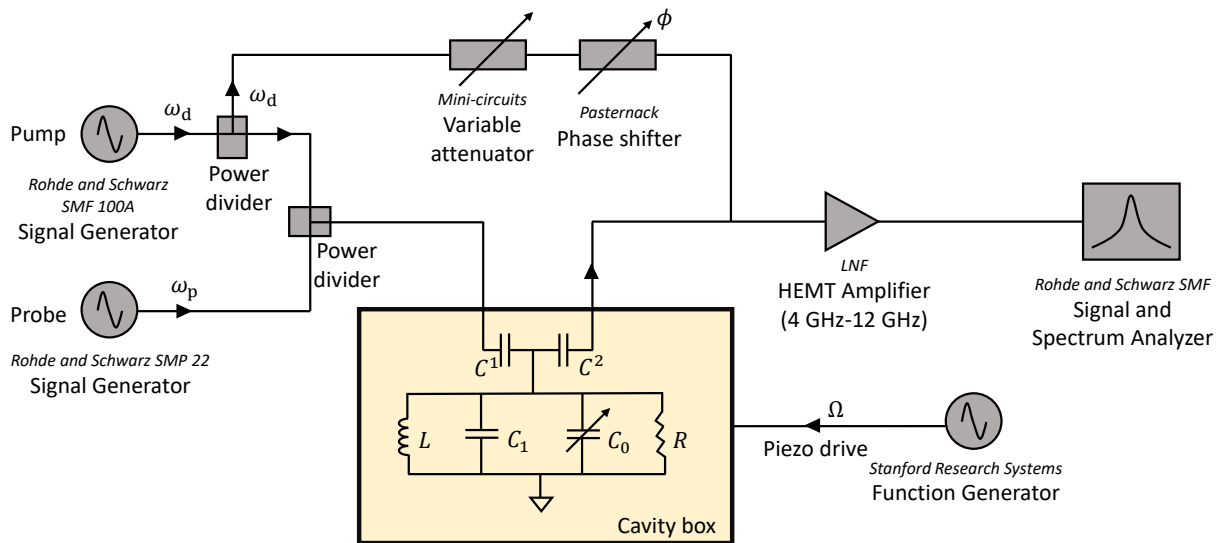 ϕ
ω_d
ω_d
Pump
Mini-circuits
Variable
attenuator
Pasternack
Phase shifter
Rohde and Schwarz
SMF 100A
Signal Generator
Power
divider
Power
divider
ω_p
Probe
Rohde and Schwarz SMP 22
Signal Generator
LNF
HEMT Amplifier
(4 GHz-12 GHz)
Rohde and Schwarz SMF
Signal and
Spectrum Analyzer
C^1
C^2
L
C_1
C_0
R
Cavity box
Ω
Piezo drive
Stanford Research Systems
Function Generator